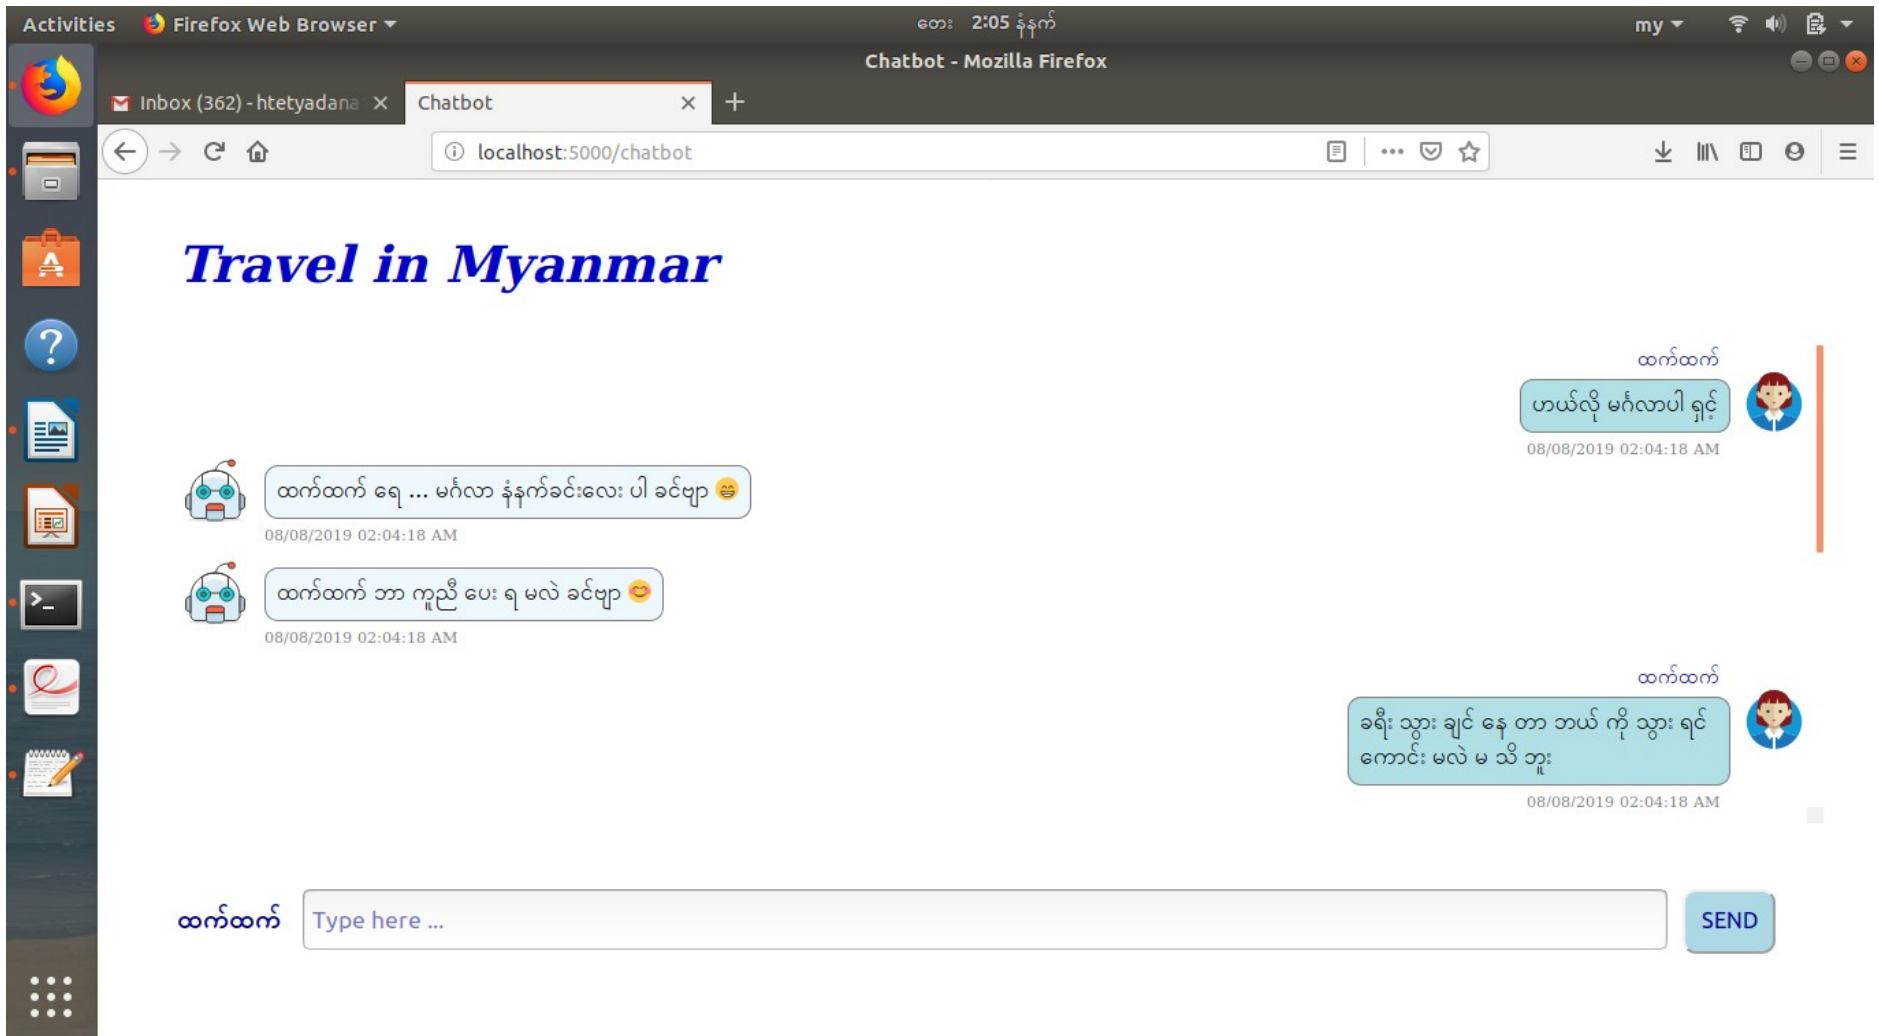 Activities
Firefox Web Browser
တေး 2:05 နံနက်
my
Chatbot - Mozilla Firefox
Inbox (362) - htetyadana
Chatbot
localhost:5000/chatbot
Travel in Myanmar
ထက်ထက်
ဟယ်လို မင်္ဂလာပါ ရှင့်
08/08/2019 02:04:18 AM
ထက်ထက် ရေ ... မင်္ဂလာ နံနက်ခင်းလေး ပါ ခင်ဗျာ 😄
08/08/2019 02:04:18 AM
ထက်ထက် ဘာ ကူညီ ပေး ရ မလဲ ခင်ဗျာ 😊
08/08/2019 02:04:18 AM
ထက်ထက်
ခရီး သွား ချင် နေ တာ ဘယ် ကို သွား ရင်
ကောင်း မလဲ မ သိ ဘူး
08/08/2019 02:04:18 AM
ထက်ထက်
Type here ...
SEND